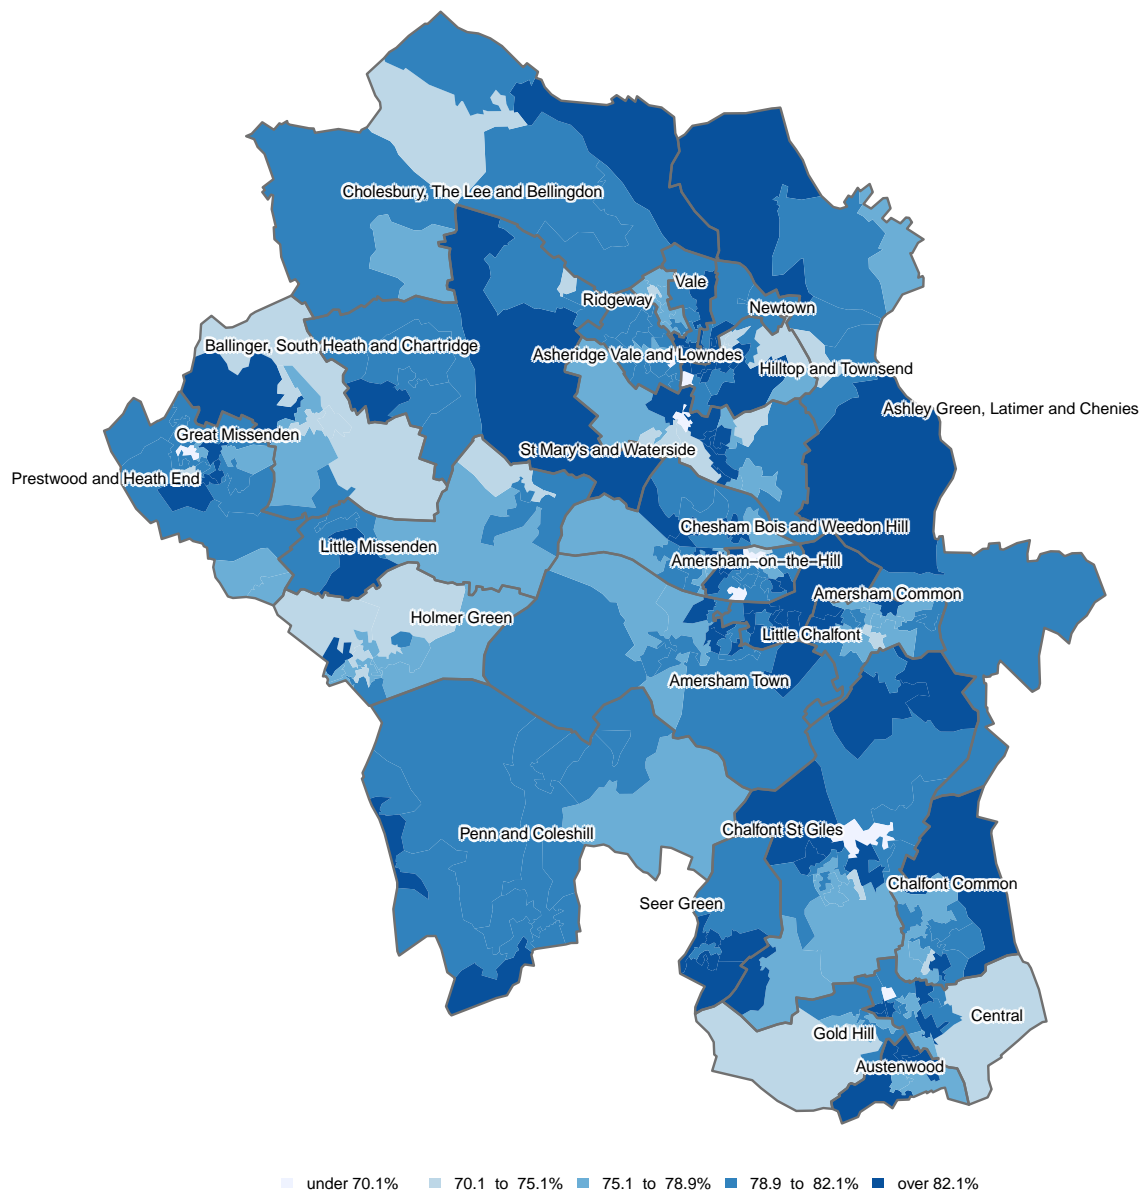 Cholesbury, The Lee and Bellingdon
Vale
Ridgeway
Newtown
Ballinger, South Heath and Chartridge
Asheridge Vale and Lowndes
Hilltop and Townsend
Ashley Green, Latimer and Chenies
Great Missenden
St Mary's and Waterside
Prestwood and Heath End
Chesham Bois and Weedon Hill
Little Missenden
Amersham−on−the−Hill
Amersham Common
Holmer Green
Little Chalfont
Amersham Town
Chalfont St Giles
Penn and Coleshill
Chalfont Common
Seer Green
Central
Gold Hill
Austenwood
under 70.1% 70.1 to 75.1% 75.1 to 78.9% 78.9 to 82.1% over 82.1%